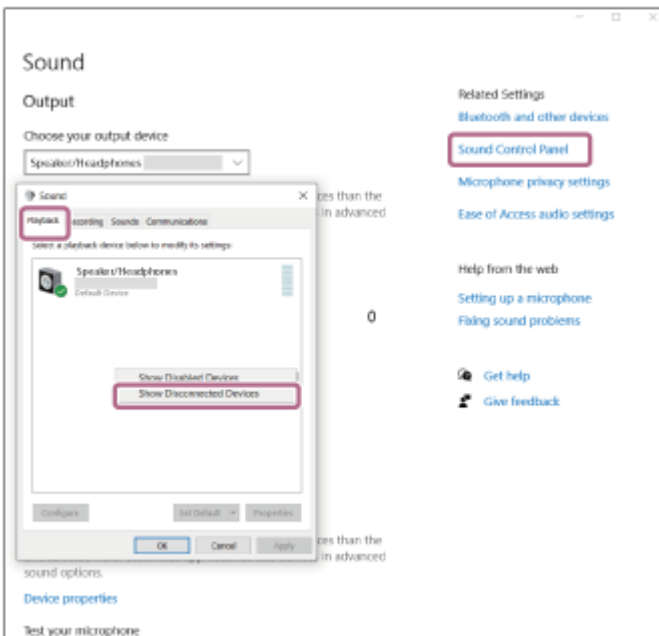 Sound
Output
Choose your output device
Speaker/Headphones
Sound
Playback
Recording
Sounds
Communications
Select a playback device below to modify its settings:
Speaker/Headphones
Default Device
Show Disabled Devices
Show Disconnected Devices
Configure
Set Default
Properties
OK
Cancel
Apply
ces than the
in advanced
0
ces than the
in advanced
sound options.
Device properties
Test your microphone
Related Settings
Bluetooth and other devices
Sound Control Panel
Microphone privacy settings
Ease of Access audio settings
Help from the web
Setting up a microphone
Fixing sound problems
Get help
Give feedback